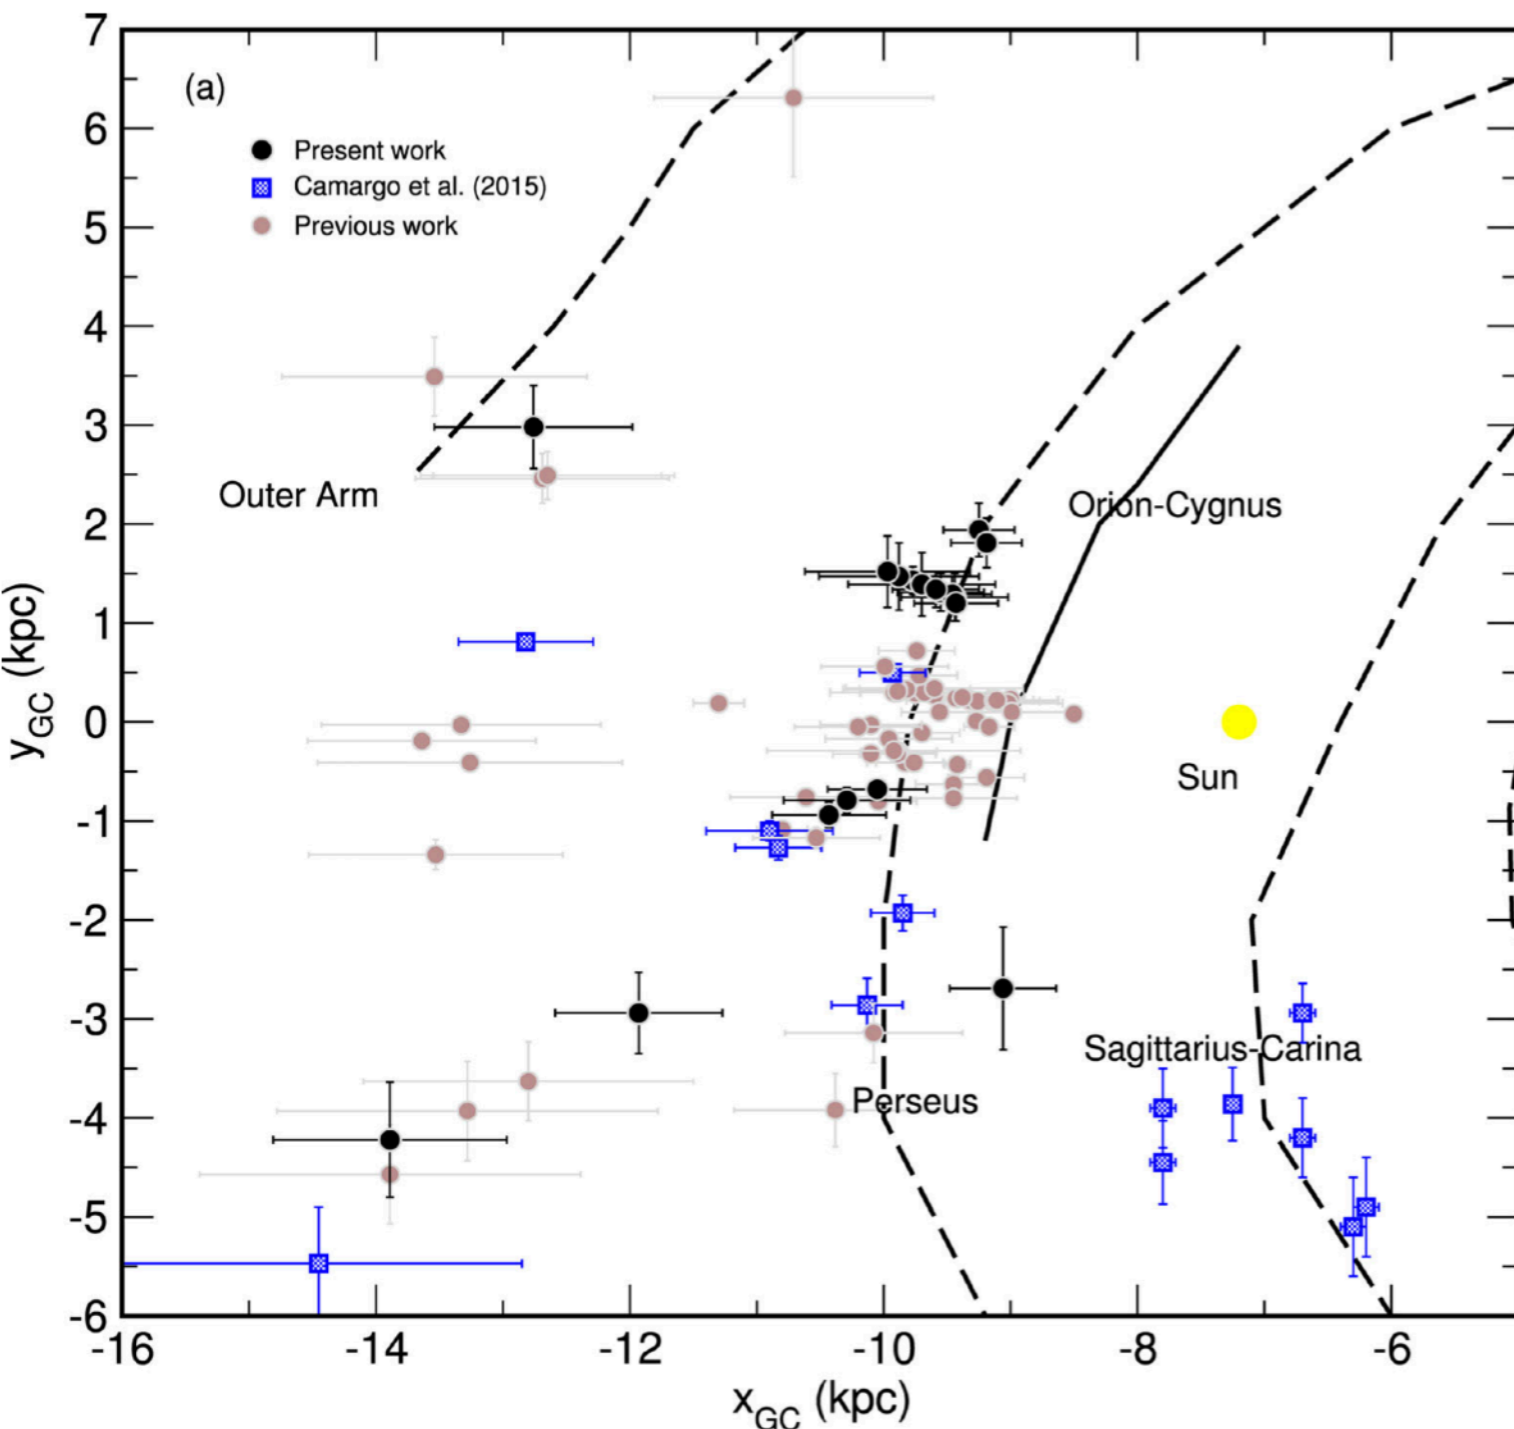 7
(a)
6
Present work
Camargo et al. (2015)
Previous work
5
4
3
Outer Arm
2
Orion-Cygnus
1
0
Sun
-1
-2
-3
Sagittarius-Carina
Perseus
-4
-5
-6
y_GC (kpc)
-16 -14 -12 -10 -8 -6
x_GC (kpc)